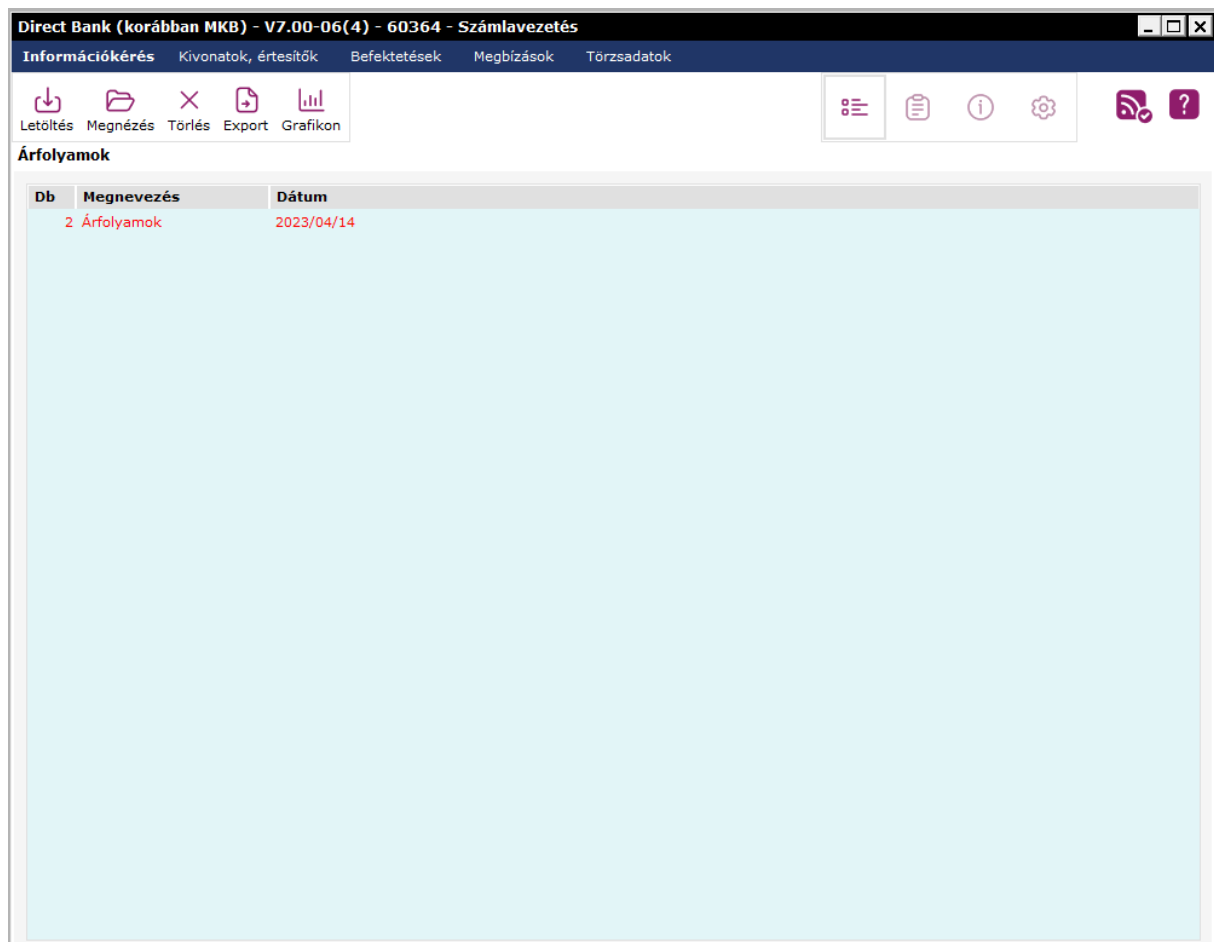 Direct Bank (korábban MKB) - V7.00-06(4) - 60364 - Számlavezetés
Információkérés Kivonatok, értesítők Befektetések Megbízások Törzsadatok
Letöltés Megnézés Törlés Export Grafikon
Árfolyamok
Db Megnevezés Dátum
2 Árfolyamok 2023/04/14